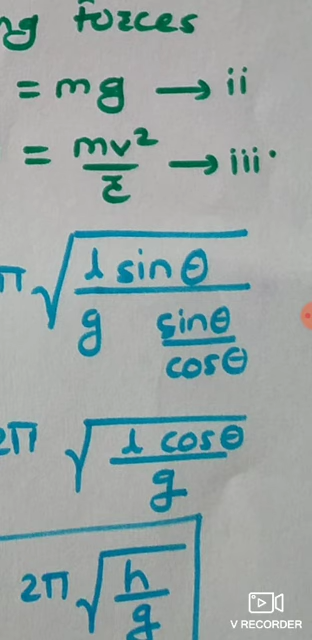 ng forces
= mg → ii
= mv²/r → iii·
π √(l sinθ / g sinθ/cosθ)
2π √(l cosθ / g)
2π √(h/g)
V RECORDER